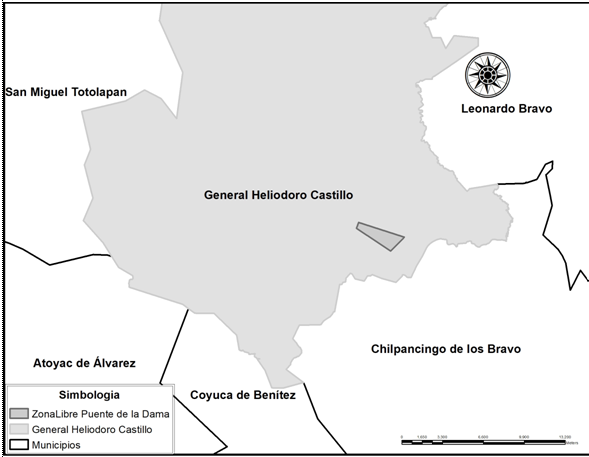 San Miguel Totolapan
Leonardo Bravo
General Heliodoro Castillo
Chilpancingo de los Bravo
Atoyac de Álvarez
Coyuca de Benítez
Simbologia
ZonaLibre Puente de la Dama
General Heliodoro Castillo
Municipios